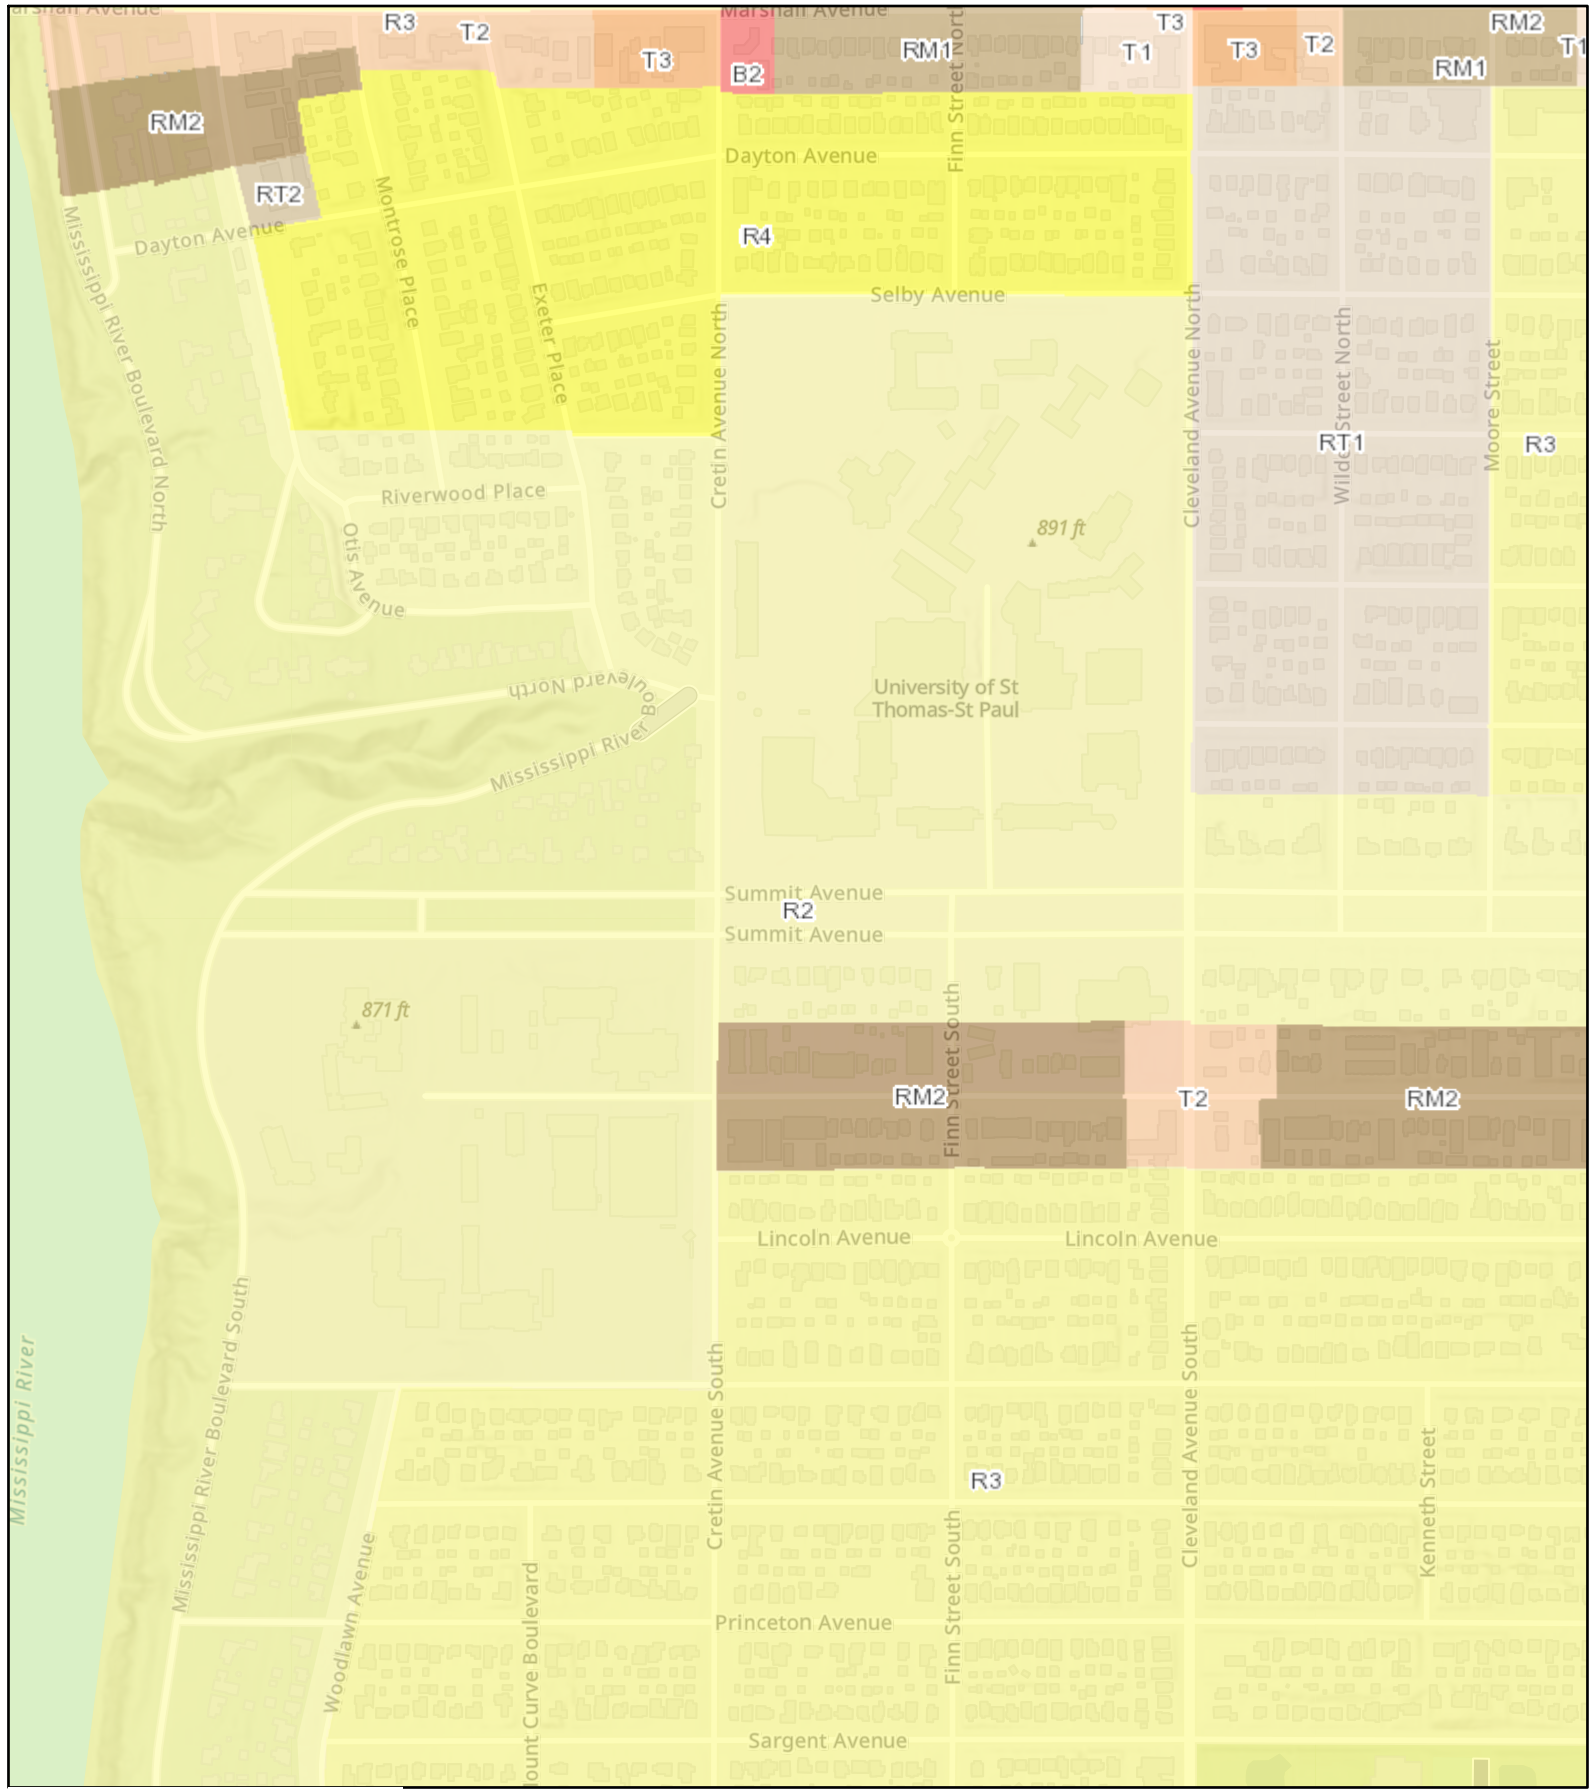 arshall Avenue
Marshall Avenue
R3
T2
T3
B2
RM1
Finn Street Nort
T3
T1
T3
T2
RM2
T1
RM1
RM2
RT2
Dayton Avenue
Dayton Avenue
Montrose Place
R4
Selby Avenue
Exeter Place
Mississippi River Boulevard North
Cretin Avenue North
Cleveland Avenue North
Wilde Street North
RT1
Moore Street
R3
Riverwood Place
Otis Avenue
891 ft
University of St
Thomas-St Paul
Mississippi River Boulevard North
Summit Avenue
R2
Summit Avenue
871 ft
Finn Street South
RM2
T2
RM2
Lincoln Avenue
Lincoln Avenue
Mississippi River Boulevard South
Mississippi River
Cretin Avenue South
Cleveland Avenue South
Kenneth Street
R3
Finn Street South
Woodlawn Avenue
ount Curve Boulevard
Princeton Avenue
Sargent Avenue